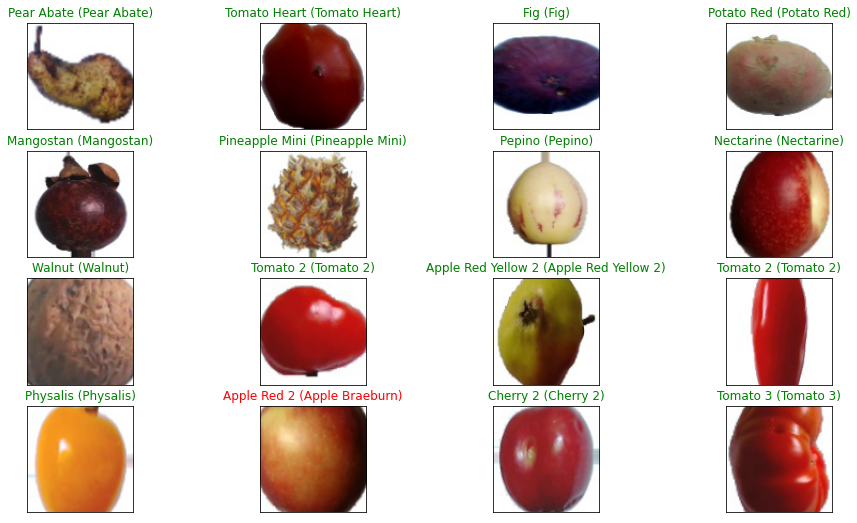 Pear Abate (Pear Abate)
Tomato Heart (Tomato Heart)
Fig (Fig)
Potato Red (Potato Red)
Mangostan (Mangostan)
Pineapple Mini (Pineapple Mini)
Pepino (Pepino)
Nectarine (Nectarine)
Walnut (Walnut)
Tomato 2 (Tomato 2)
Apple Red Yellow 2 (Apple Red Yellow 2)
Tomato 2 (Tomato 2)
Physalis (Physalis)
Apple Red 2 (Apple Braeburn)
Cherry 2 (Cherry 2)
Tomato 3 (Tomato 3)